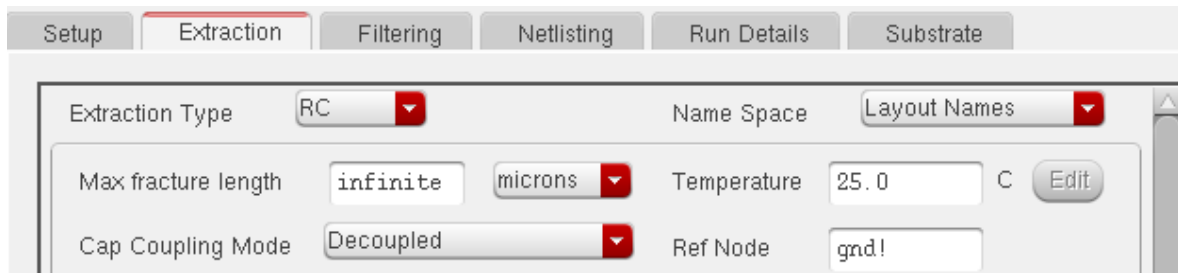 Setup Extraction Filtering Netlisting Run Details Substrate
Extraction Type RC Name Space Layout Names
Max fracture length infinite microns Temperature 25.0 C Edit
Cap Coupling Mode Decoupled Ref Node gnd!